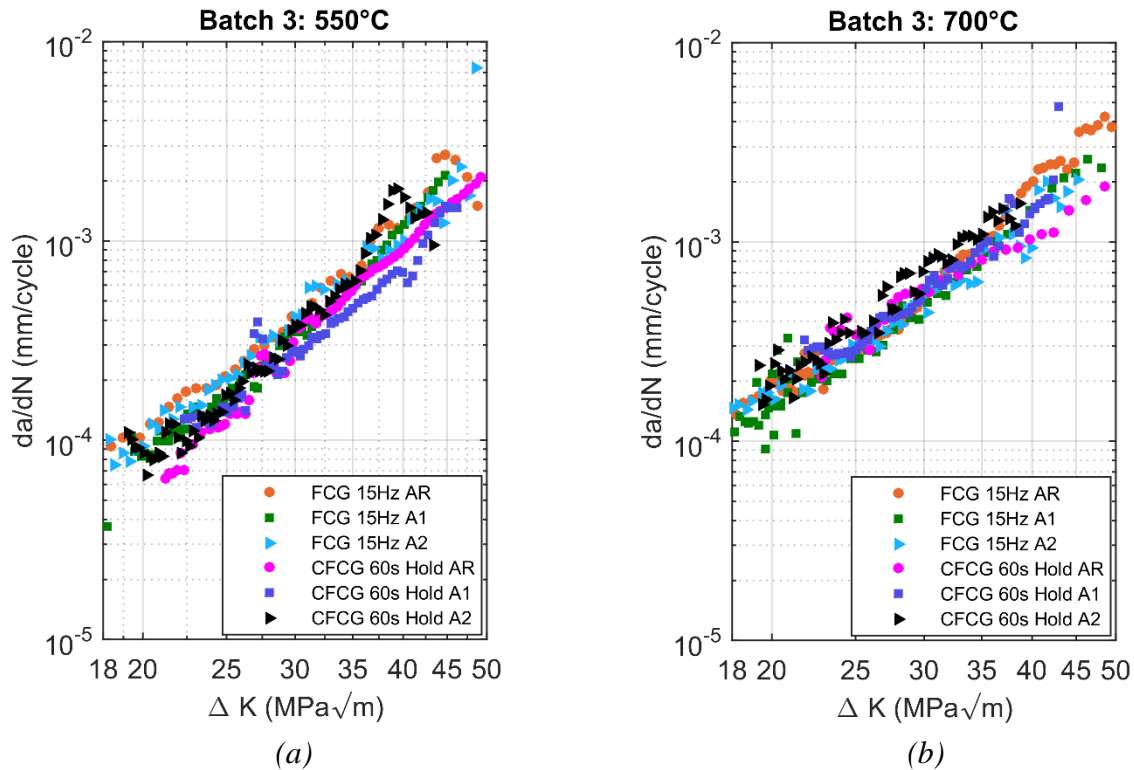 Batch 3: 550°C
10⁻²
10⁻³
10⁻⁴
10⁻⁵
da/dN (mm/cycle)
FCG 15Hz AR
FCG 15Hz A1
FCG 15Hz A2
CFCG 60s Hold AR
CFCG 60s Hold A1
CFCG 60s Hold A2
18 20 25 30 35 40 45 50
Δ K (MPa√m)
(a)
Batch 3: 700°C
10⁻²
10⁻³
10⁻⁴
10⁻⁵
da/dN (mm/cycle)
FCG 15Hz AR
FCG 15Hz A1
FCG 15Hz A2
CFCG 60s Hold AR
CFCG 60s Hold A1
CFCG 60s Hold A2
18 20 25 30 35 40 45 50
Δ K (MPa√m)
(b)